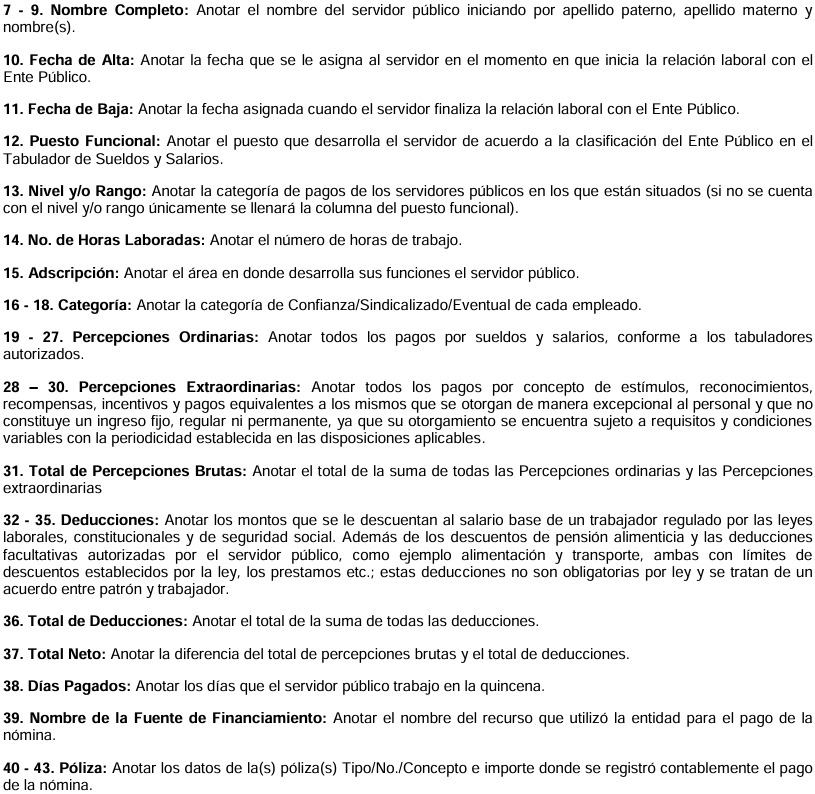 7 - 9. Nombre Completo: Anotar el nombre del servidor público iniciando por apellido paterno, apellido materno y
nombre(s).
10. Fecha de Alta: Anotar la fecha que se le asigna al servidor en el momento en que inicia la relación laboral con el
Ente Público.
11. Fecha de Baja: Anotar la fecha asignada cuando el servidor finaliza la relación laboral con el Ente Público.
12. Puesto Funcional: Anotar el puesto que desarrolla el servidor de acuerdo a la clasificación del Ente Público en el
Tabulador de Sueldos y Salarios.
13. Nivel y/o Rango: Anotar la categoría de pagos de los servidores públicos en los que están situados (si no se cuenta
con el nivel y/o rango únicamente se llenará la columna del puesto funcional).
14. No. de Horas Laboradas: Anotar el número de horas de trabajo.
15. Adscripción: Anotar el área en donde desarrolla sus funciones el servidor público.
16 - 18. Categoría: Anotar la categoría de Confianza/Sindicalizado/Eventual de cada empleado.
19 - 27. Percepciones Ordinarias: Anotar todos los pagos por sueldos y salarios, conforme a los tabuladores
autorizados.
28 – 30. Percepciones Extraordinarias: Anotar todos los pagos por concepto de estímulos, reconocimientos,
recompensas, incentivos y pagos equivalentes a los mismos que se otorgan de manera excepcional al personal y que no
constituye un ingreso fijo, regular ni permanente, ya que su otorgamiento se encuentra sujeto a requisitos y condiciones
variables con la periodicidad establecida en las disposiciones aplicables.
31. Total de Percepciones Brutas: Anotar el total de la suma de todas las Percepciones ordinarias y las Percepciones
extraordinarias
32 - 35. Deducciones: Anotar los montos que se le descuentan al salario base de un trabajador regulado por las leyes
laborales, constitucionales y de seguridad social. Además de los descuentos de pensión alimenticia y las deducciones
facultativas autorizadas por el servidor público, como ejemplo alimentación y transporte, ambas con límites de
descuentos establecidos por la ley, los prestamos etc.; estas deducciones no son obligatorias por ley y se tratan de un
acuerdo entre patrón y trabajador.
36. Total de Deducciones: Anotar el total de la suma de todas las deducciones.
37. Total Neto: Anotar la diferencia del total de percepciones brutas y el total de deducciones.
38. Días Pagados: Anotar los días que el servidor público trabajo en la quincena.
39. Nombre de la Fuente de Financiamiento: Anotar el nombre del recurso que utilizó la entidad para el pago de la
nómina.
40 - 43. Póliza: Anotar los datos de la(s) póliza(s) Tipo/No./Concepto e importe donde se registró contablemente el pago
de la nómina.